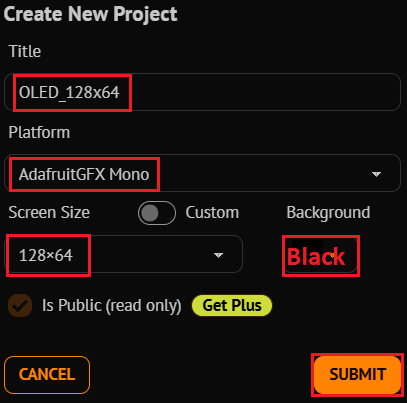 Create New Project
Title
OLED_128x64
Platform
AdafruitGFX Mono
Screen Size Custom Background
128×64 Black
Is Public (read only) Get Plus
CANCEL SUBMIT